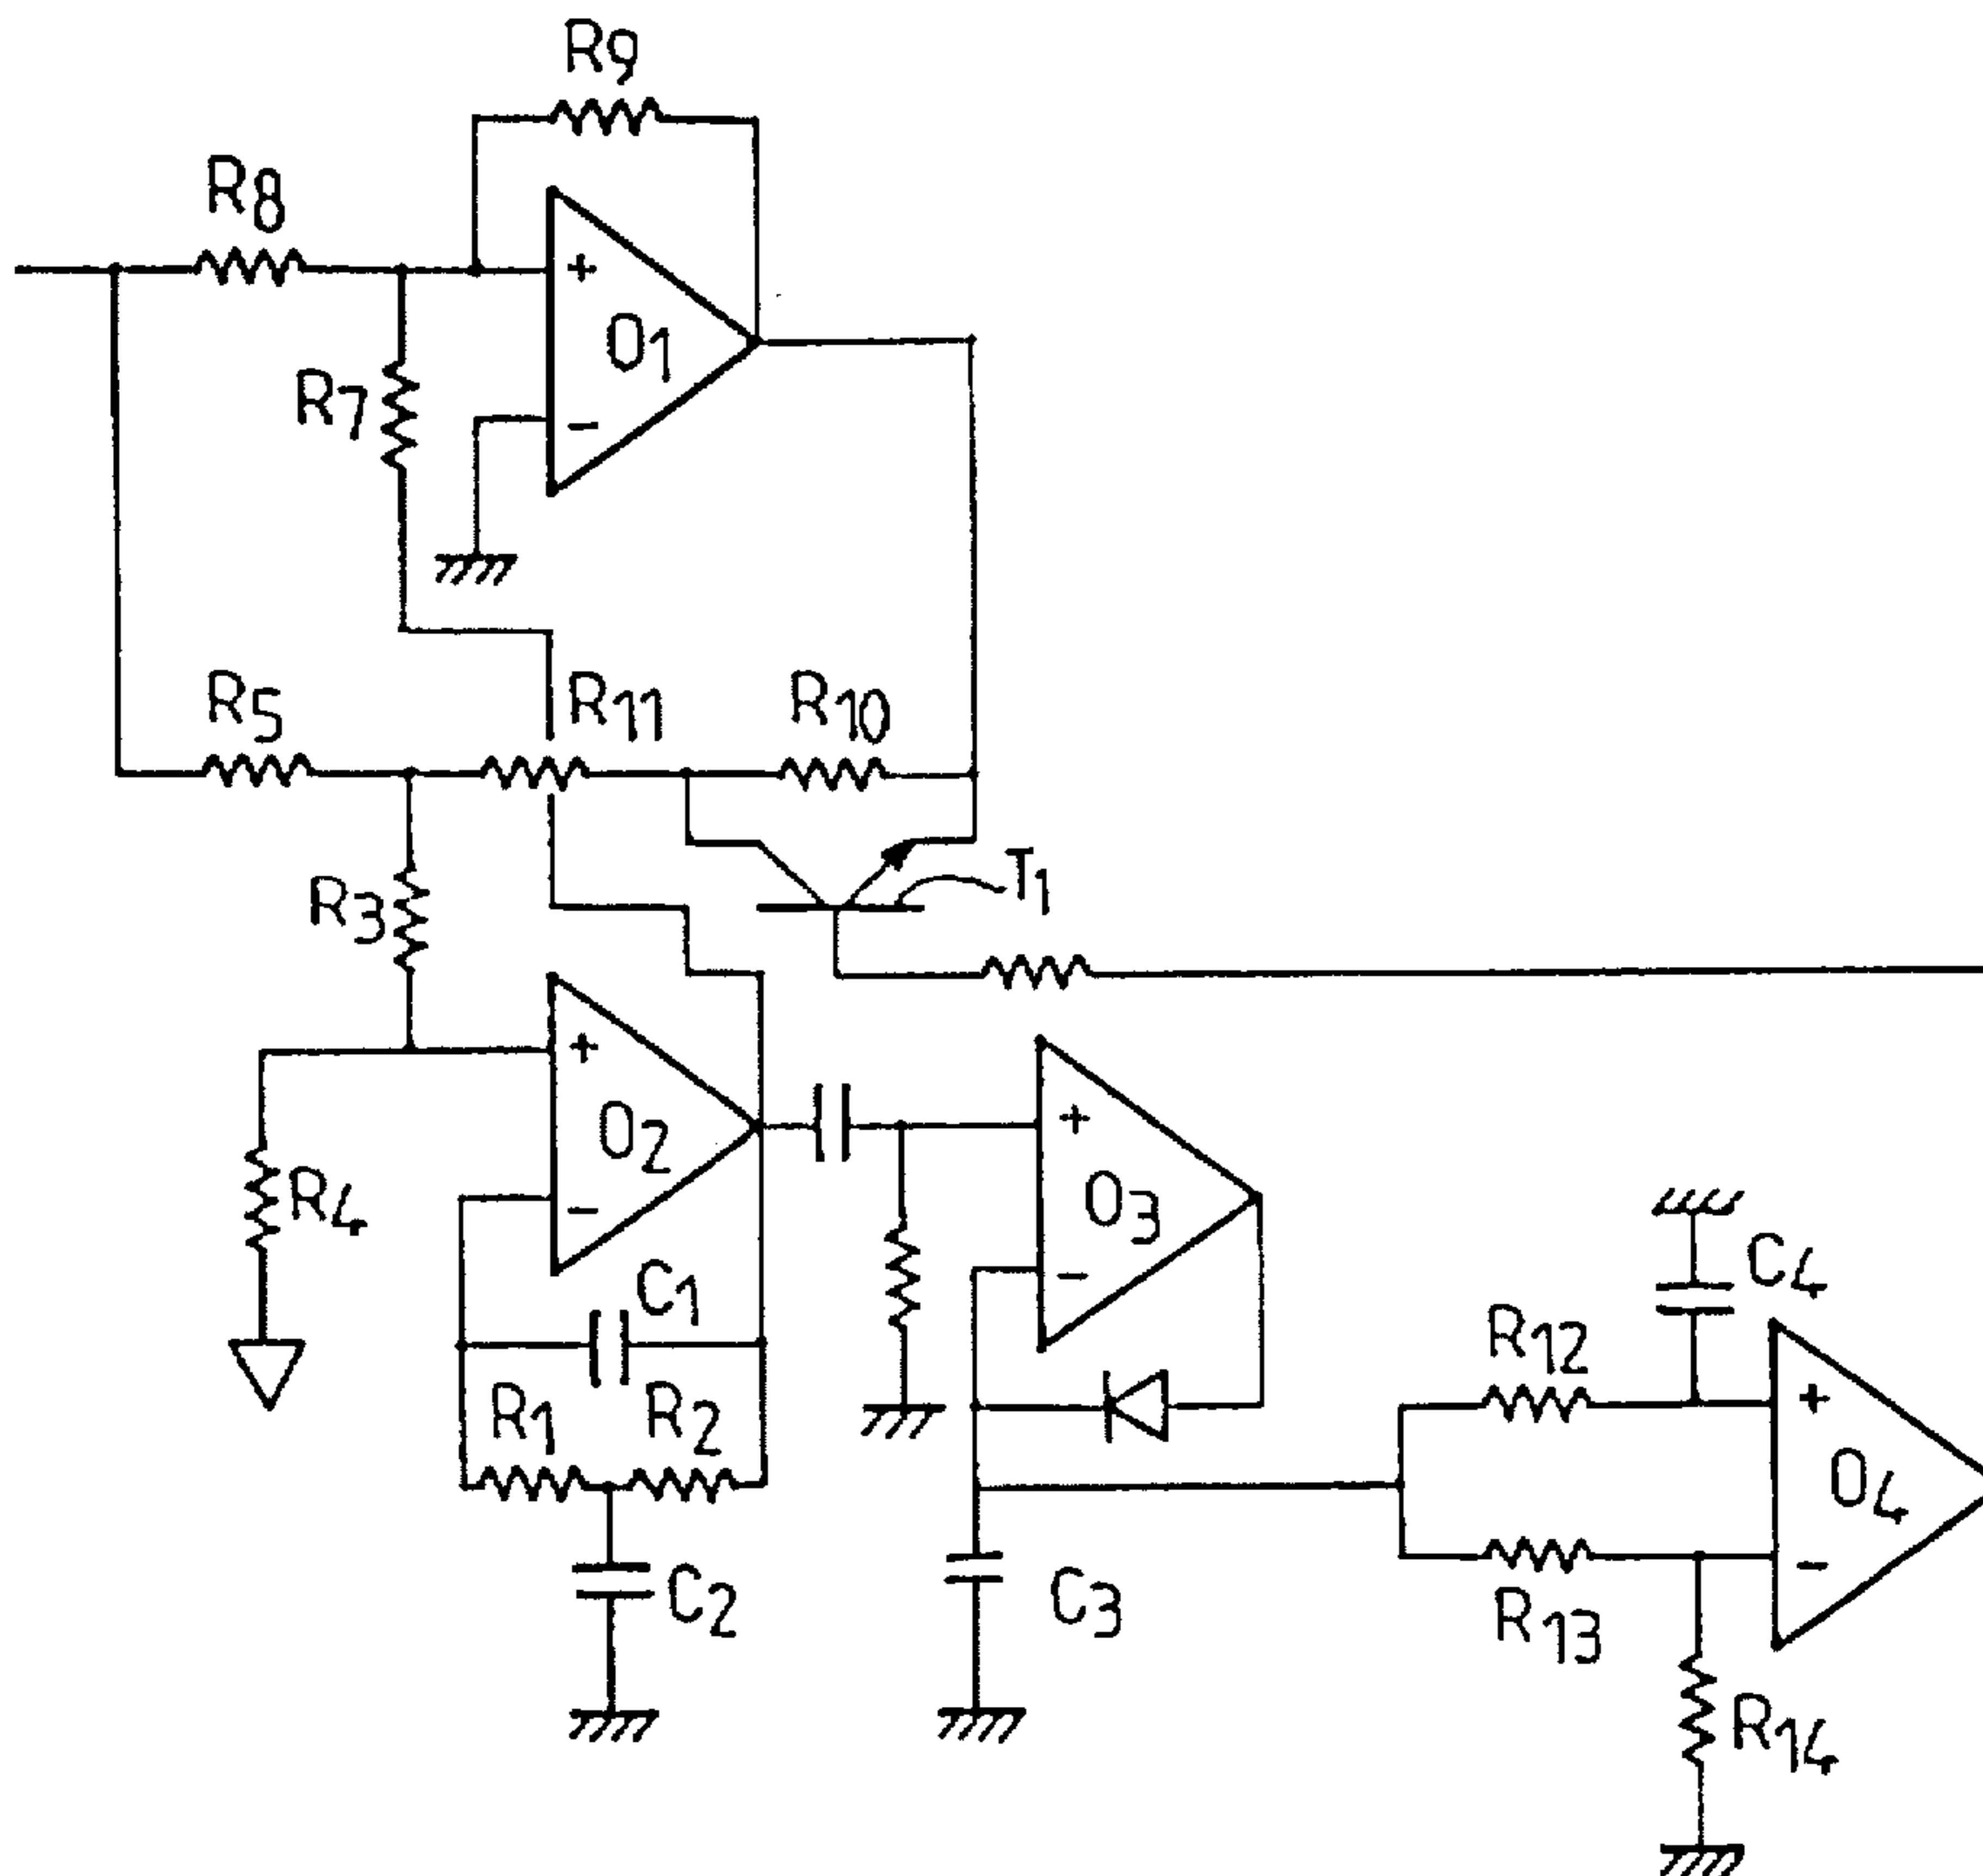 R9
R8
+
O1
R7
−
R5
R11
R10
T1
R3
+
O2
+
R4
O3
−
C1
−
C4
R12
R1
R2
+
O4
C2
C3
−
R13
R14